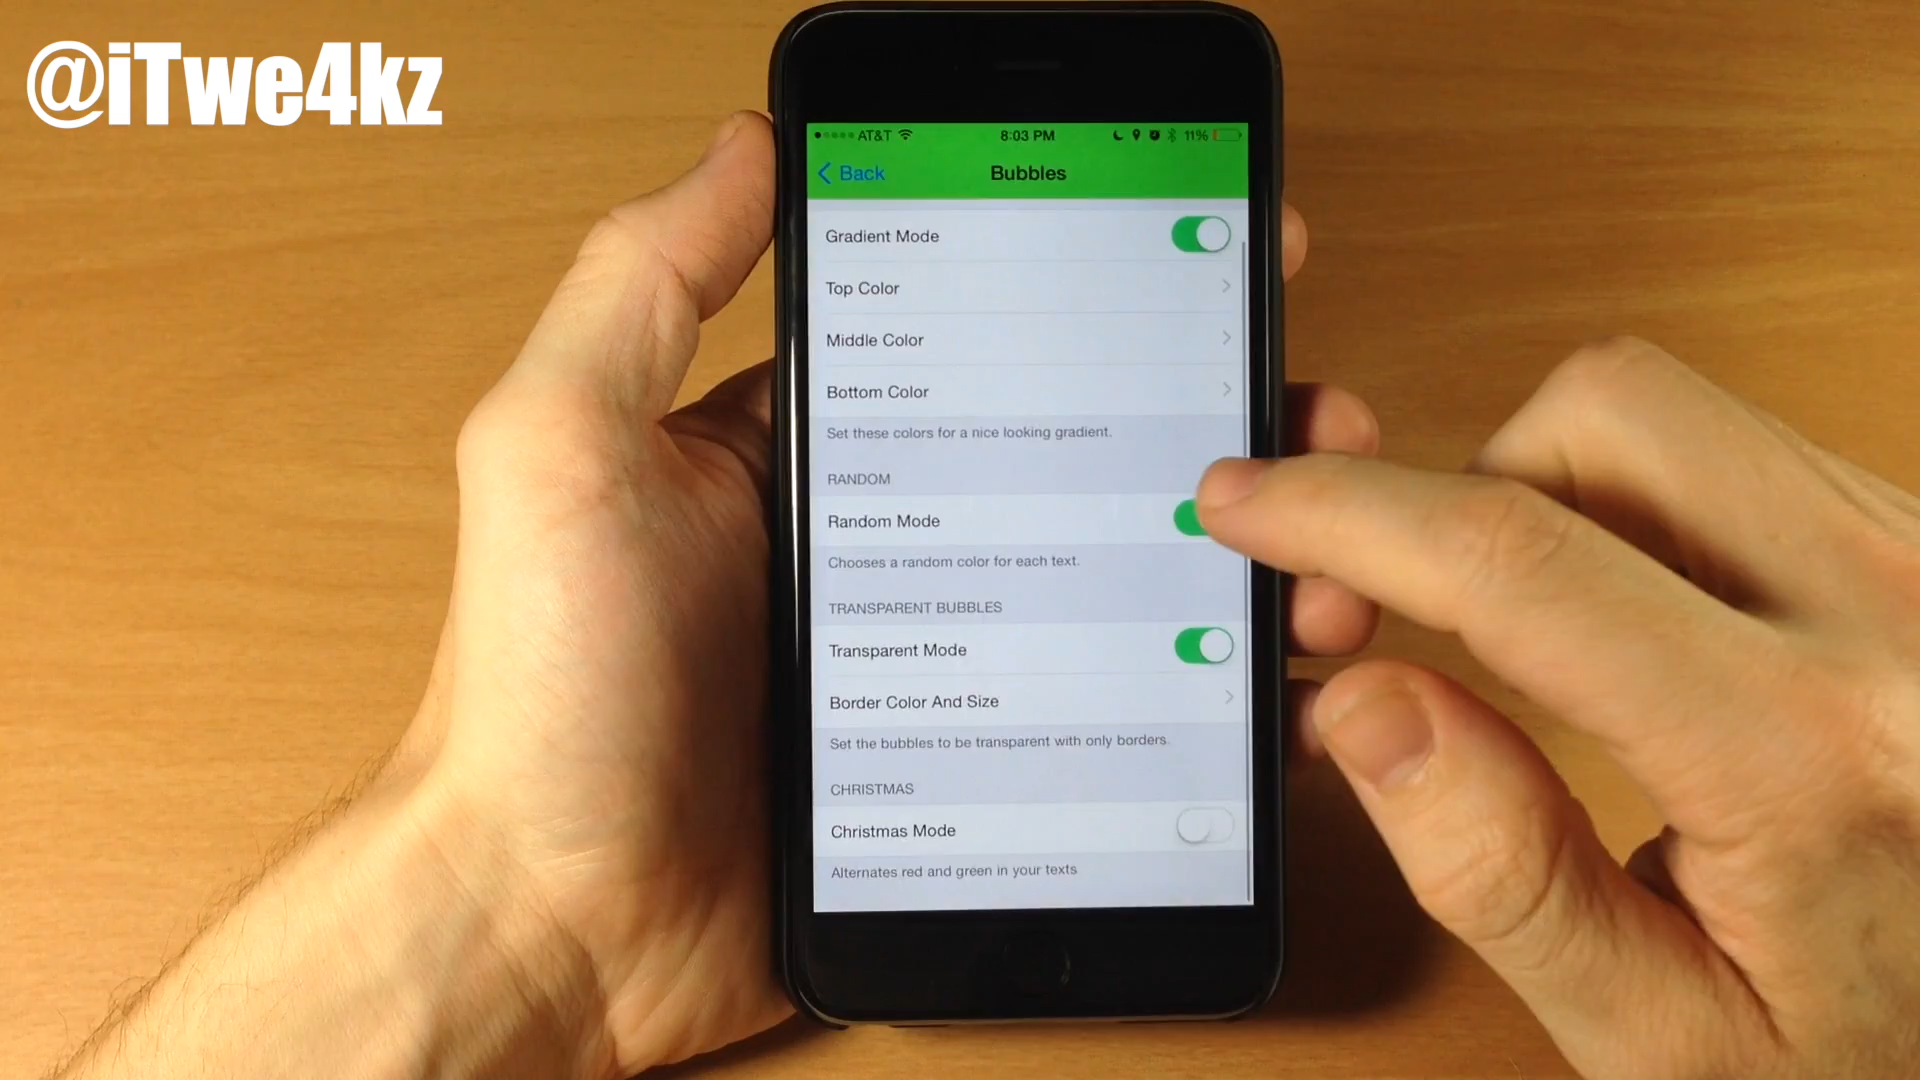 @iTwe4kz
AT&T 8:03 PM 11%
Back Bubbles
Gradient Mode
Top Color
Middle Color
Bottom Color
Set these colors for a nice looking gradient.
RANDOM
Random Mode
Chooses a random color for each text.
TRANSPARENT BUBBLES
Transparent Mode
Border Color And Size
Set the bubbles to be transparent with only borders.
CHRISTMAS
Christmas Mode
Alternates red and green in your texts